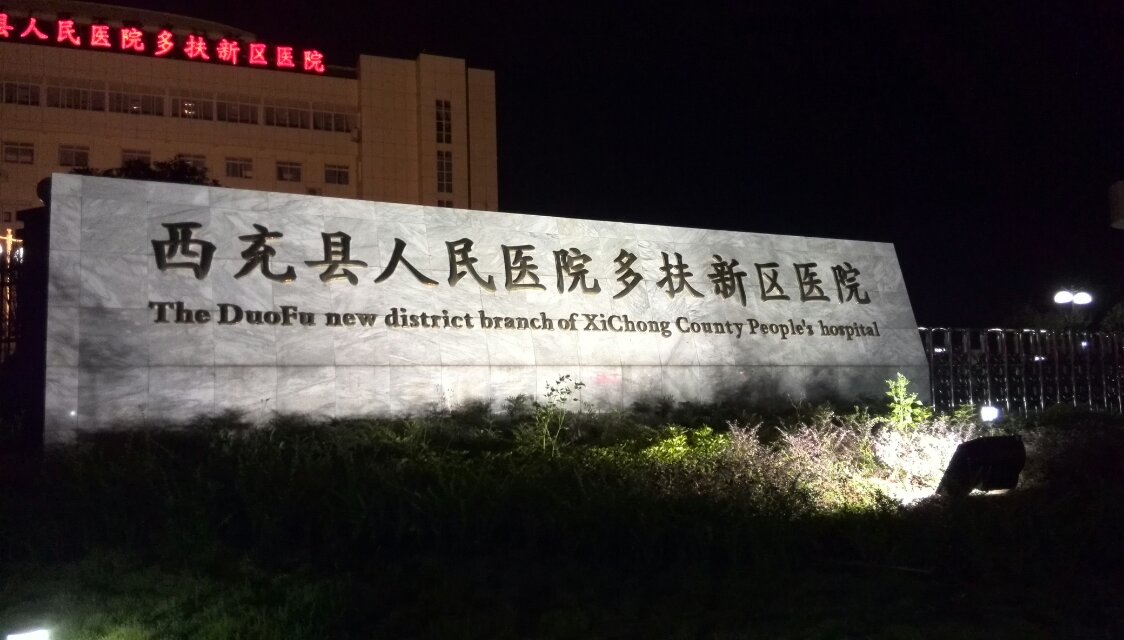 县人民医院多扶新区医院
西充县人民医院多扶新区医院
The DuoFu new district branch of XiChong County People's hospital